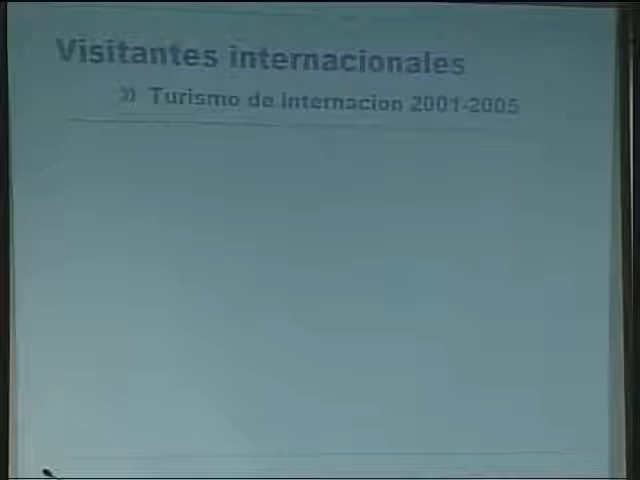 Visitantes internacionales
» Turismo de internacion 2001-2005